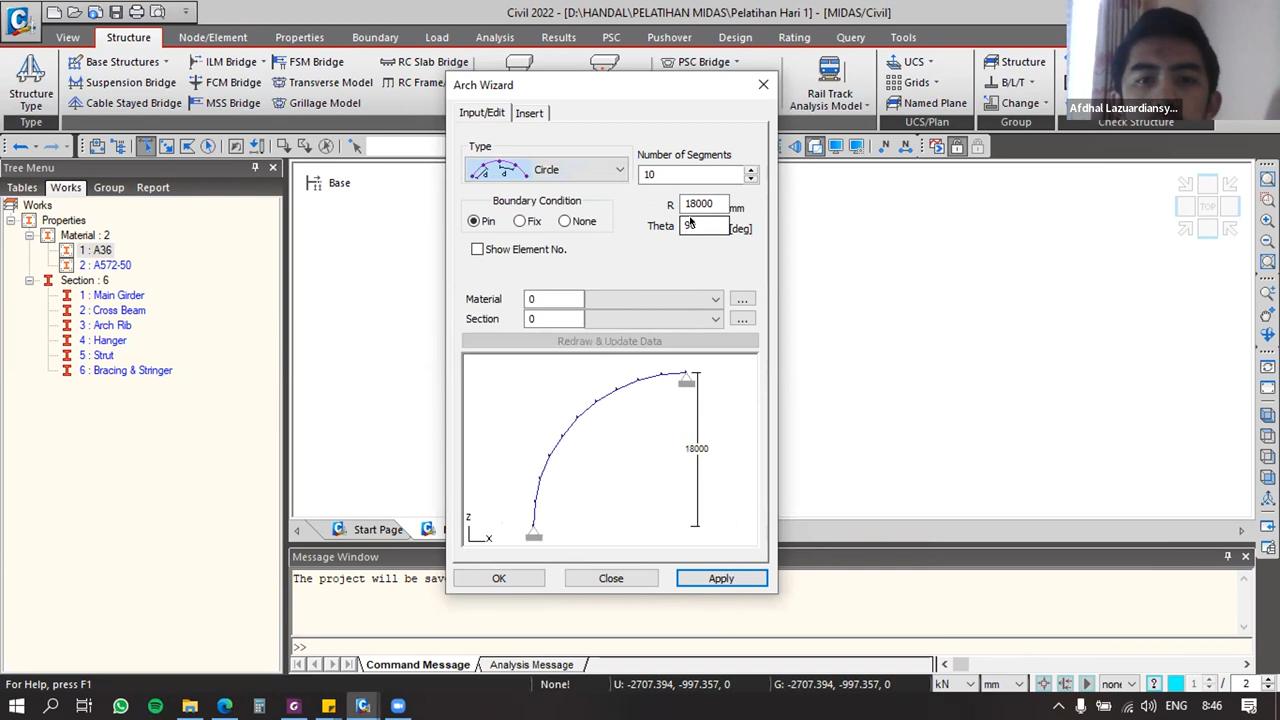 Civil 2022 - [D:\HANDAL\PELATIHAN MIDAS\Pelatihan Hari 1] - [MIDAS/Civil]
View Structure Node/Element Properties Boundary Load Analysis Results PSC Pushover Design Rating Query Tools
Structure Type
Type
Base Structures
Suspension Bridge
Cable Stayed Bridge
ILM Bridge
FCM Bridge
MSS Bridge
FSM Bridge
Transverse Model
Grillage Model
RC Slab Bridge
RC Frame
PSC Bridge
Rail Track
Analysis Model
UCS
Grids
Named Plane
UCS/Plan
Structure
B/L/T
Change
Group
Check Structure
Afdhal Lazuardiansy...
Tree Menu
Tables Works Group Report
Works
Properties
Material : 2
1 : A36
2 : A572-50
Section : 6
1 : Main Girder
2 : Cross Beam
3 : Arch Rib
4 : Hanger
5 : Strut
6 : Bracing & Stringer
Base
TOP
Arch Wizard
Input/Edit Insert
Type
Circle
Number of Segments
10
Boundary Condition
Pin Fix None
R 18000 mm
Theta 90 [deg]
Show Element No.
Material 0 ...
Section 0 ...
Redraw & Update Data
18000
Z
X
OK Close Apply
Start Page
Message Window
The project will be sav
>>
Command Message Analysis Message
For Help, press F1
None!
U: -2707.394, -997.357, 0
G: -2707.394, -997.357, 0
kN
mm
none
?
1 / 2
ENG 8:46